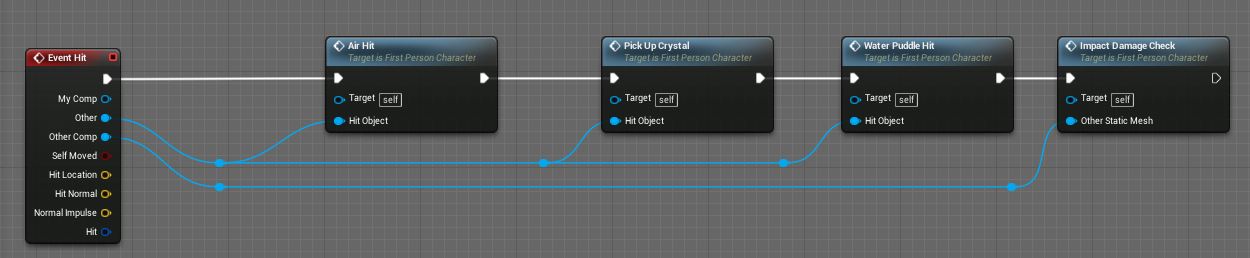 Event Hit
My Comp
Other
Other Comp
Self Moved
Hit Location
Hit Normal
Normal Impulse
Hit
Air Hit
Target is First Person Character
Target self
Hit Object
Pick Up Crystal
Target is First Person Character
Target self
Hit Object
Water Puddle Hit
Target is First Person Character
Target self
Hit Object
Impact Damage Check
Target is First Person Character
Target self
Other Static Mesh